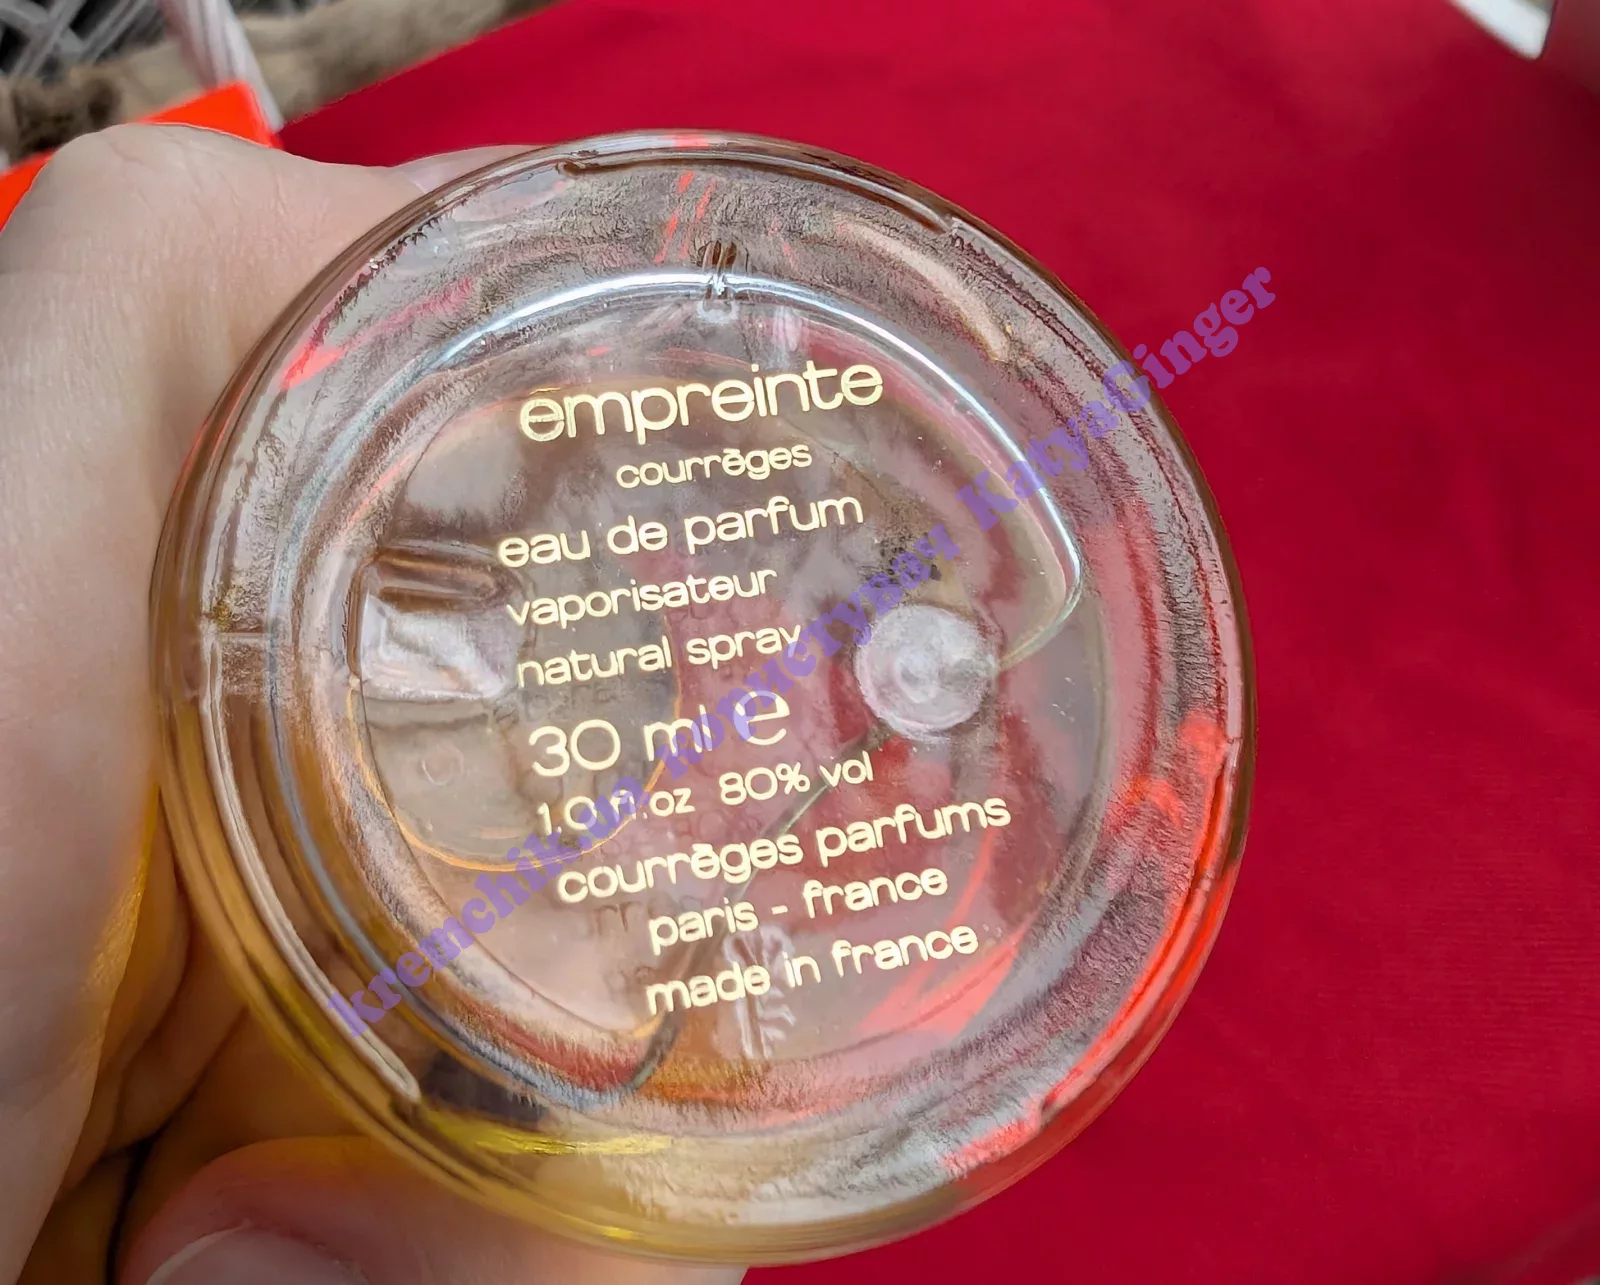 empreinte
courrēges
eau de parfum
vaporisateur
natural spray
30 ml e
1.0 fl.oz 80% vol
courrēges parfums
paris - france
made in france
kremchik.ua користувач KatyaGinger